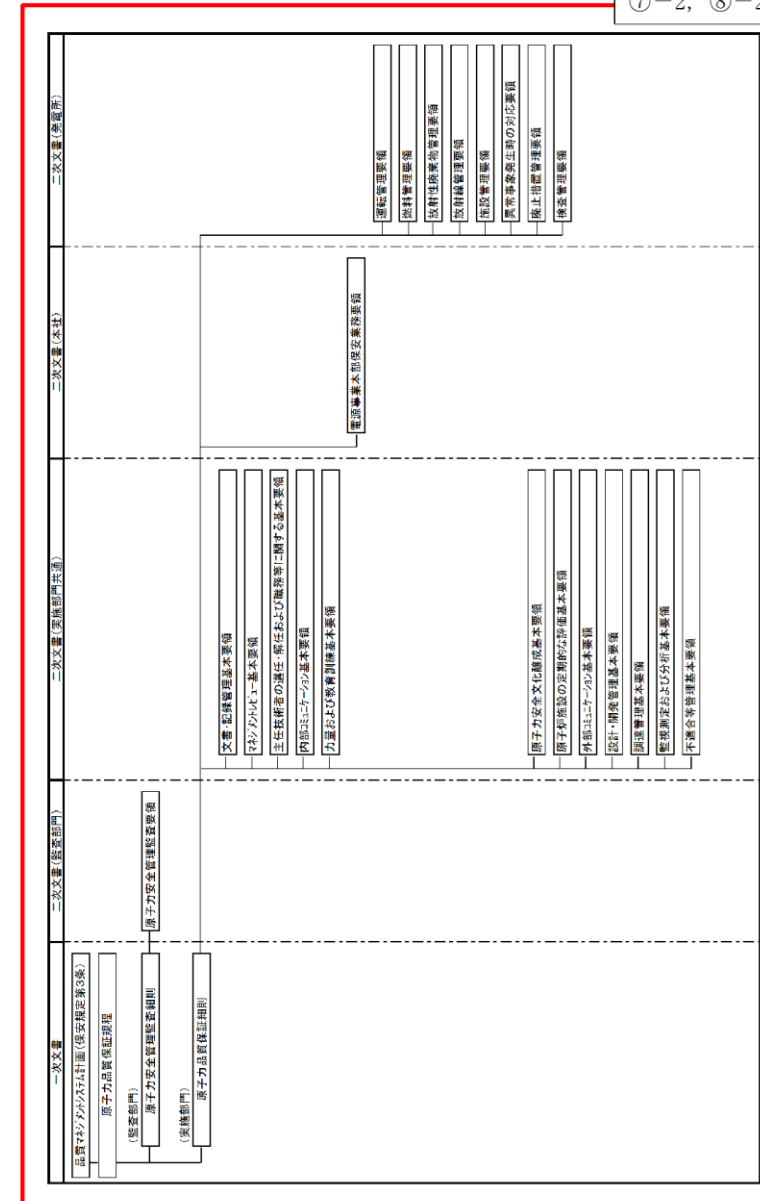 ⑦-2, ⑧-2
一次文書
二次文書(監査部門)
二次文書(実施部門共通)
二次文書(本社)
二次文書(発電所)
品質マネジメントシステム計画(保安規定第3条)
原子力品質保証規程
(監査部門)
原子力安全管理監査細則
(実施部門)
原子力品質保証細則
原子力安全管理監査要領
文書・記録管理基本要領
マネジメントレビュー基本要領
主任技術者の選任・解任および職務等に関する基本要領
内部コミュニケーション基本要領
力量および教育訓練基本要領
原子力安全文化醸成基本要領
原子炉施設の定期的な評価基本要領
外部コミュニケーション基本要領
設計・開発管理基本要領
調達管理基本要領
監視測定および分析基本要領
不適合等管理基本要領
電源事業本部保安業務要領
運転管理要領
燃料管理要領
放射性廃棄物管理要領
放射線管理要領
施設管理要領
異常事象発生時の対応要領
廃止措置管理要領
検査管理要領